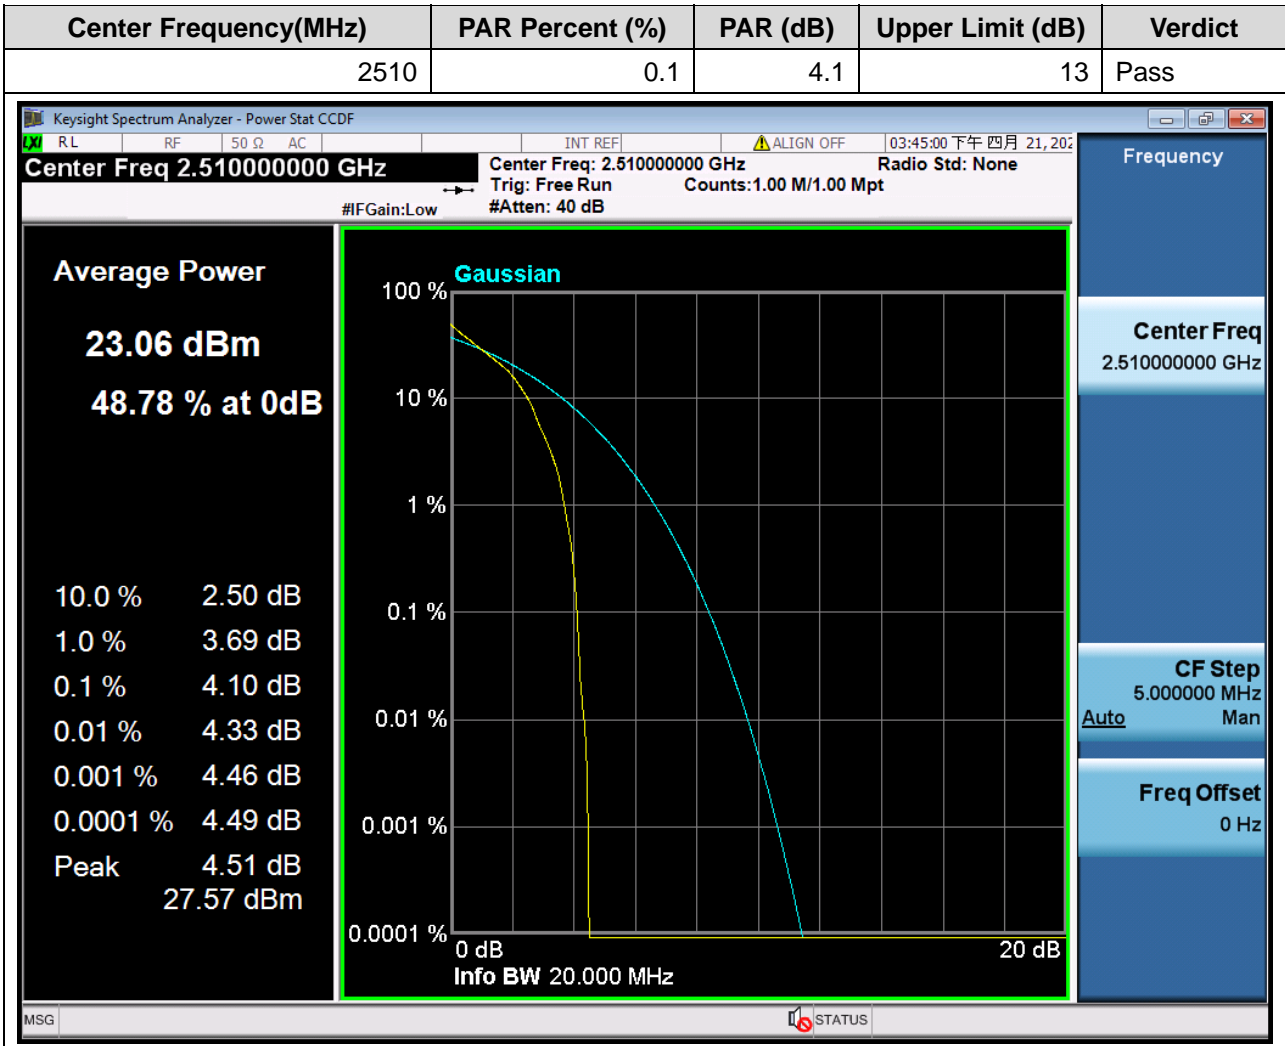 Center Frequency(MHz) PAR Percent (%) PAR (dB) Upper Limit (dB) Verdict
2510 0.1 4.1 13 Pass
Keysight Spectrum Analyzer - Power Stat CCDF
LXI RL RF 50 Ω AC INT REF ALIGN OFF 03:45:00 下午 四月 21, 202
Center Freq 2.510000000 GHz
Center Freq: 2.510000000 GHz Radio Std: None
Trig: Free Run Counts:1.00 M/1.00 Mpt
#IFGain:Low #Atten: 40 dB
Average Power
23.06 dBm
48.78 % at 0dB
10.0 % 2.50 dB
1.0 % 3.69 dB
0.1 % 4.10 dB
0.01 % 4.33 dB
0.001 % 4.46 dB
0.0001 % 4.49 dB
Peak 4.51 dB
27.57 dBm
Gaussian
100 %
10 %
1 %
0.1 %
0.01 %
0.001 %
0.0001 %
0 dB 20 dB
Info BW 20.000 MHz
Frequency
Center Freq
2.510000000 GHz
CF Step
5.000000 MHz
Auto Man
Freq Offset
0 Hz
MSG STATUS